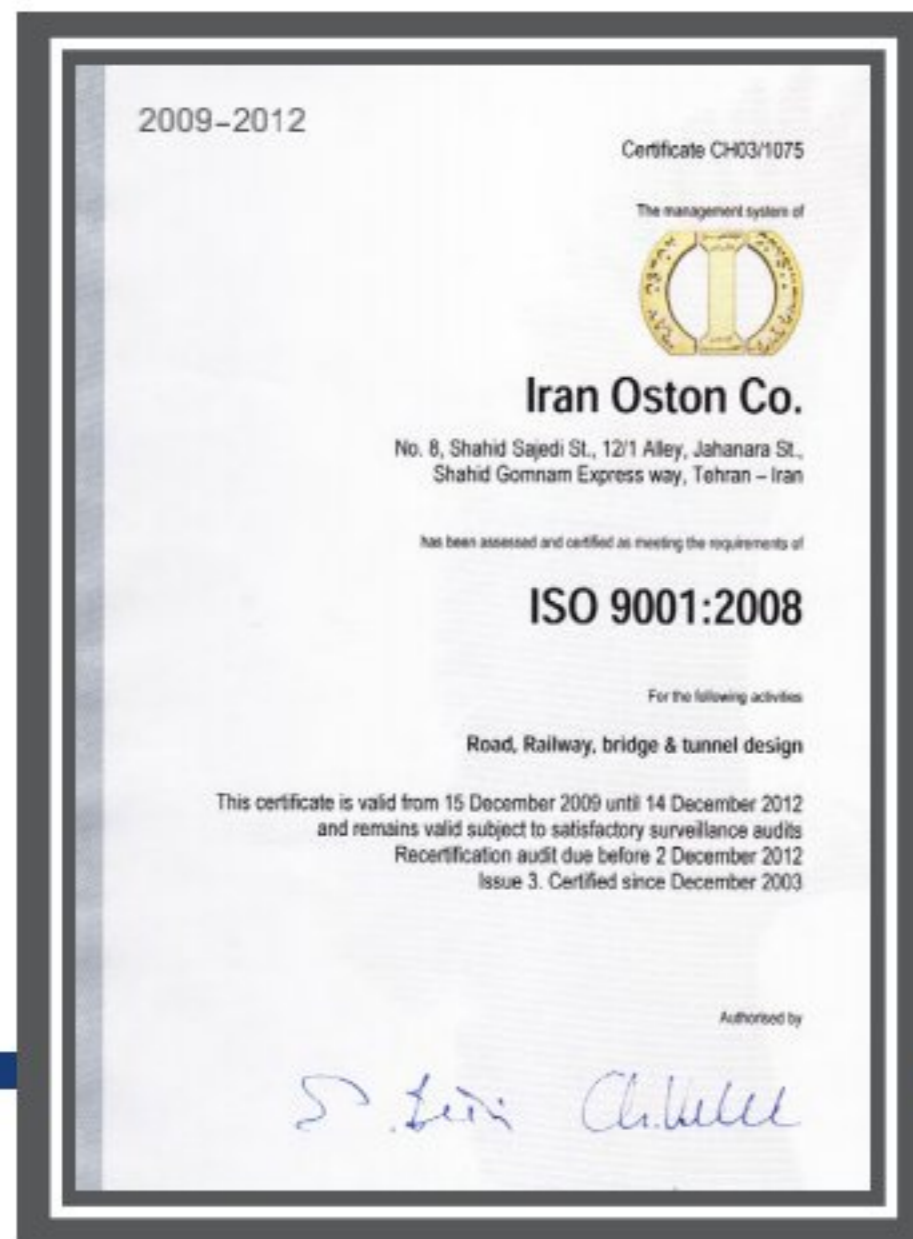 2009-2012
Certificate CH03/1075
The management system of
Iran Oston Co.
No. 8, Shahid Sajedi St., 12/1 Alley, Jahanara St.,
Shahid Gomnam Express way, Tehran – Iran
has been assessed and certified as meeting the requirements of
ISO 9001:2008
For the following activities
Road, Railway, bridge & tunnel design
This certificate is valid from 15 December 2009 until 14 December 2012
and remains valid subject to satisfactory surveillance audits
Recertification audit due before 2 December 2012
Issue 3. Certified since December 2003
Authorised by